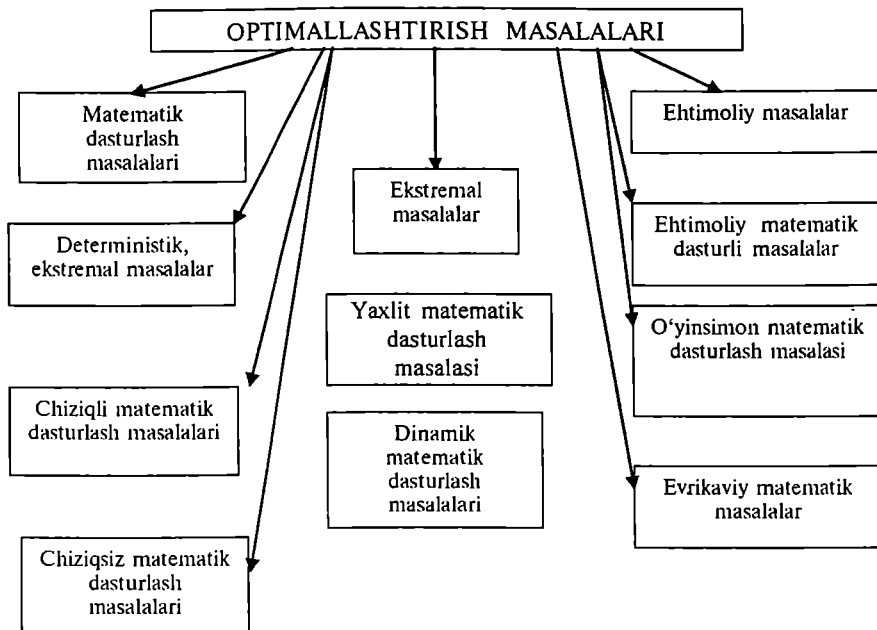 OPTIMALLASHTIRISH MASALALARI
Matematik
dasturlash
masalalari
Deterministik,
ekstremal masalalar
Chiziqli matematik
dasturlash masalalari
Chiziqsiz matematik
dasturlash
masalalari
Ekstremal
masalalar
Yaxlit matematik
dasturlash
masalasi
Dinamik
matematik
dasturlash
masalalari
Ehtimoliy masalalar
Ehtimoliy matematik
dasturli masalalar
O‘yinsimon matematik
dasturlash masalasi
Evrikaviy matematik
masalalar